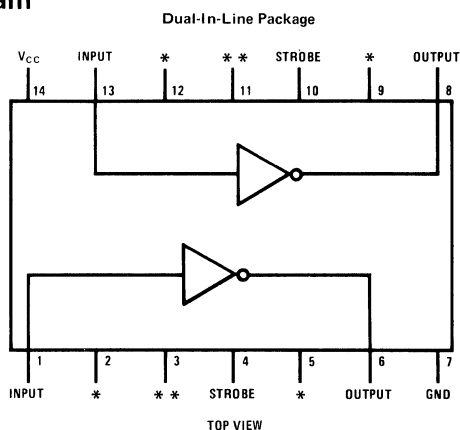 Dual-In-Line Package
V_CC INPUT * ** STROBE * OUTPUT
14 13 12 11 10 9 8
1 2 3 4 5 6 7
INPUT * ** STROBE * OUTPUT GND
TOP VIEW